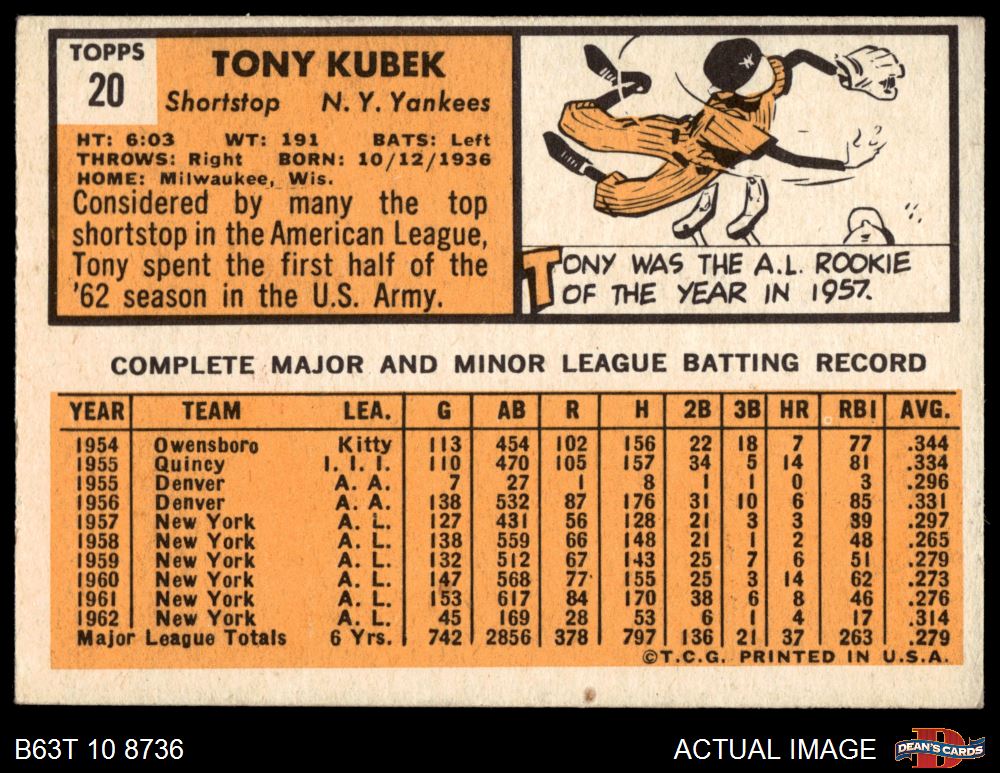 TOPPS
20
TONY KUBEK
Shortstop N. Y. Yankees
HT: 6:03 WT: 191 BATS: Left
THROWS: Right BORN: 10/12/1936
HOME: Milwaukee, Wis.
Considered by many the top
shortstop in the American League,
Tony spent the first half of the
'62 season in the U.S. Army.
TONY WAS THE A.L. ROOKIE
OF THE YEAR IN 1957.
COMPLETE MAJOR AND MINOR LEAGUE BATTING RECORD
YEAR TEAM LEA. G AB R H 2B 3B HR RBI AVG.
1954 Owensboro Kitty 113 454 102 156 22 18 7 77 .344
1955 Quincy I. I. I. 110 470 105 157 34 5 14 81 .334
1955 Denver A. A. 7 27 1 8 1 1 0 3 .296
1956 Denver A. A. 138 532 87 176 31 10 6 85 .331
1957 New York A. L. 127 431 56 128 21 3 3 39 .297
1958 New York A. L. 138 559 66 148 21 1 2 48 .265
1959 New York A. L. 132 512 67 143 25 7 6 51 .279
1960 New York A. L. 147 568 77 155 25 3 14 62 .273
1961 New York A. L. 153 617 84 170 38 6 8 46 .276
1962 New York A. L. 45 169 28 53 6 1 4 17 .314
Major League Totals 6 Yrs. 742 2856 378 797 136 21 37 263 .279
©T.C.G. PRINTED IN U.S.A.
B63T 10 8736
ACTUAL IMAGE
D
DEAN'S CARDS